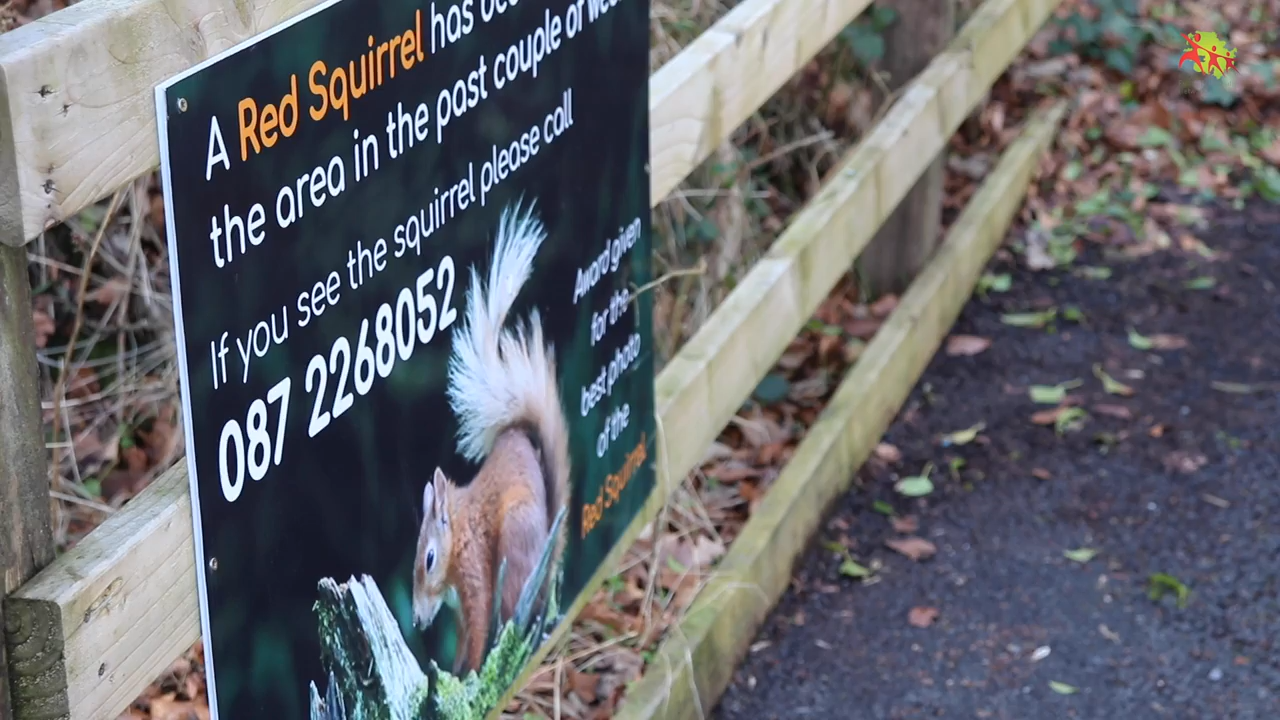 A Red Squirrel has
the area in the past couple of
If you see the squirrel please call
087 2268052
Award given
for the
best photo
of the
Red Squirrel